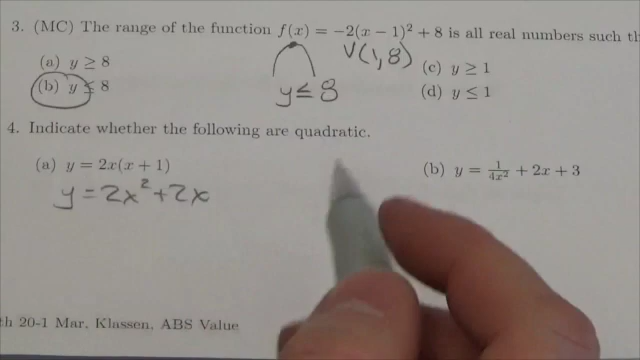 3. (MC) The range of the function f(x) = −2(x − 1)² + 8 is all real numbers such
V(1,8)
(a) y ≥ 8
(b) y ≤ 8
y ≤ 8
(c) y ≥ 1
(d) y ≤ 1
4. Indicate whether the following are quadratic.
(a) y = 2x(x + 1)
y = 2x² + 2x
(b) y = 1/4x² + 2x + 3
20-1 Mar, Klassen, ABS Value